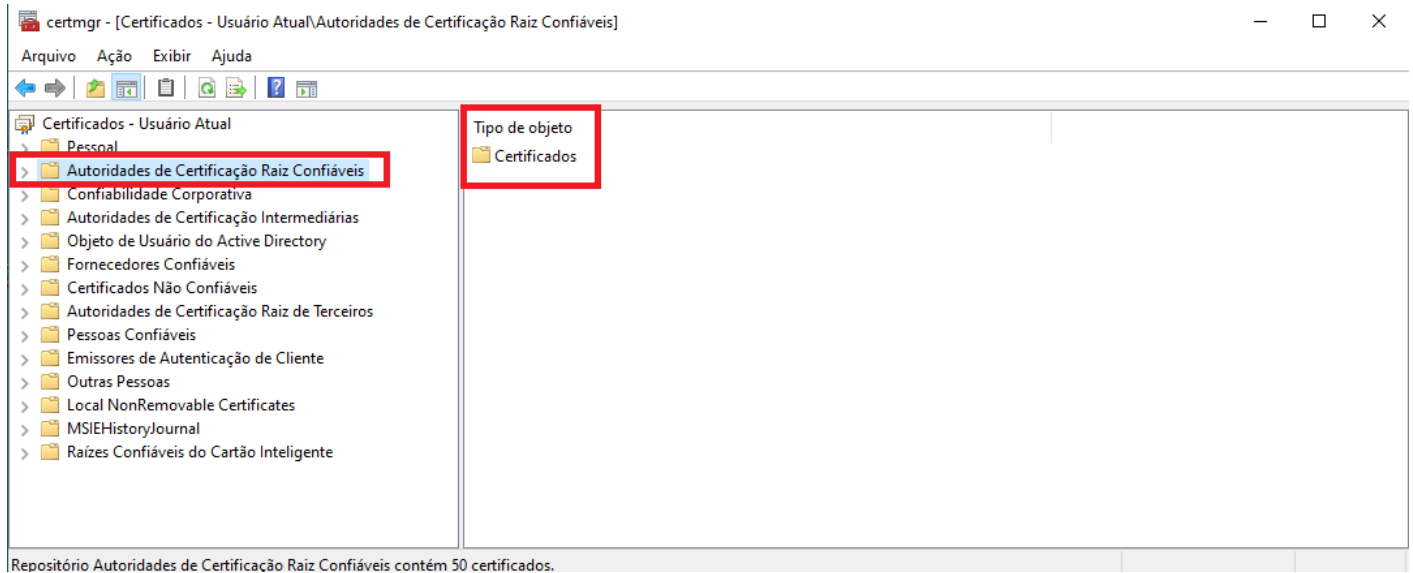 certmgr - [Certificados - Usuário Atual\Autoridades de Certificação Raiz Confiáveis]
Arquivo Ação Exibir Ajuda
Certificados - Usuário Atual
Pessoal
Autoridades de Certificação Raiz Confiáveis
Confiabilidade Corporativa
Autoridades de Certificação Intermediárias
Objeto de Usuário do Active Directory
Fornecedores Confiáveis
Certificados Não Confiáveis
Autoridades de Certificação Raiz de Terceiros
Pessoas Confiáveis
Emissores de Autenticação de Cliente
Outras Pessoas
Local NonRemovable Certificates
MSIEHistoryJournal
Raízes Confiáveis do Cartão Inteligente
Tipo de objeto
Certificados
Repositório Autoridades de Certificação Raiz Confiáveis contém 50 certificados.